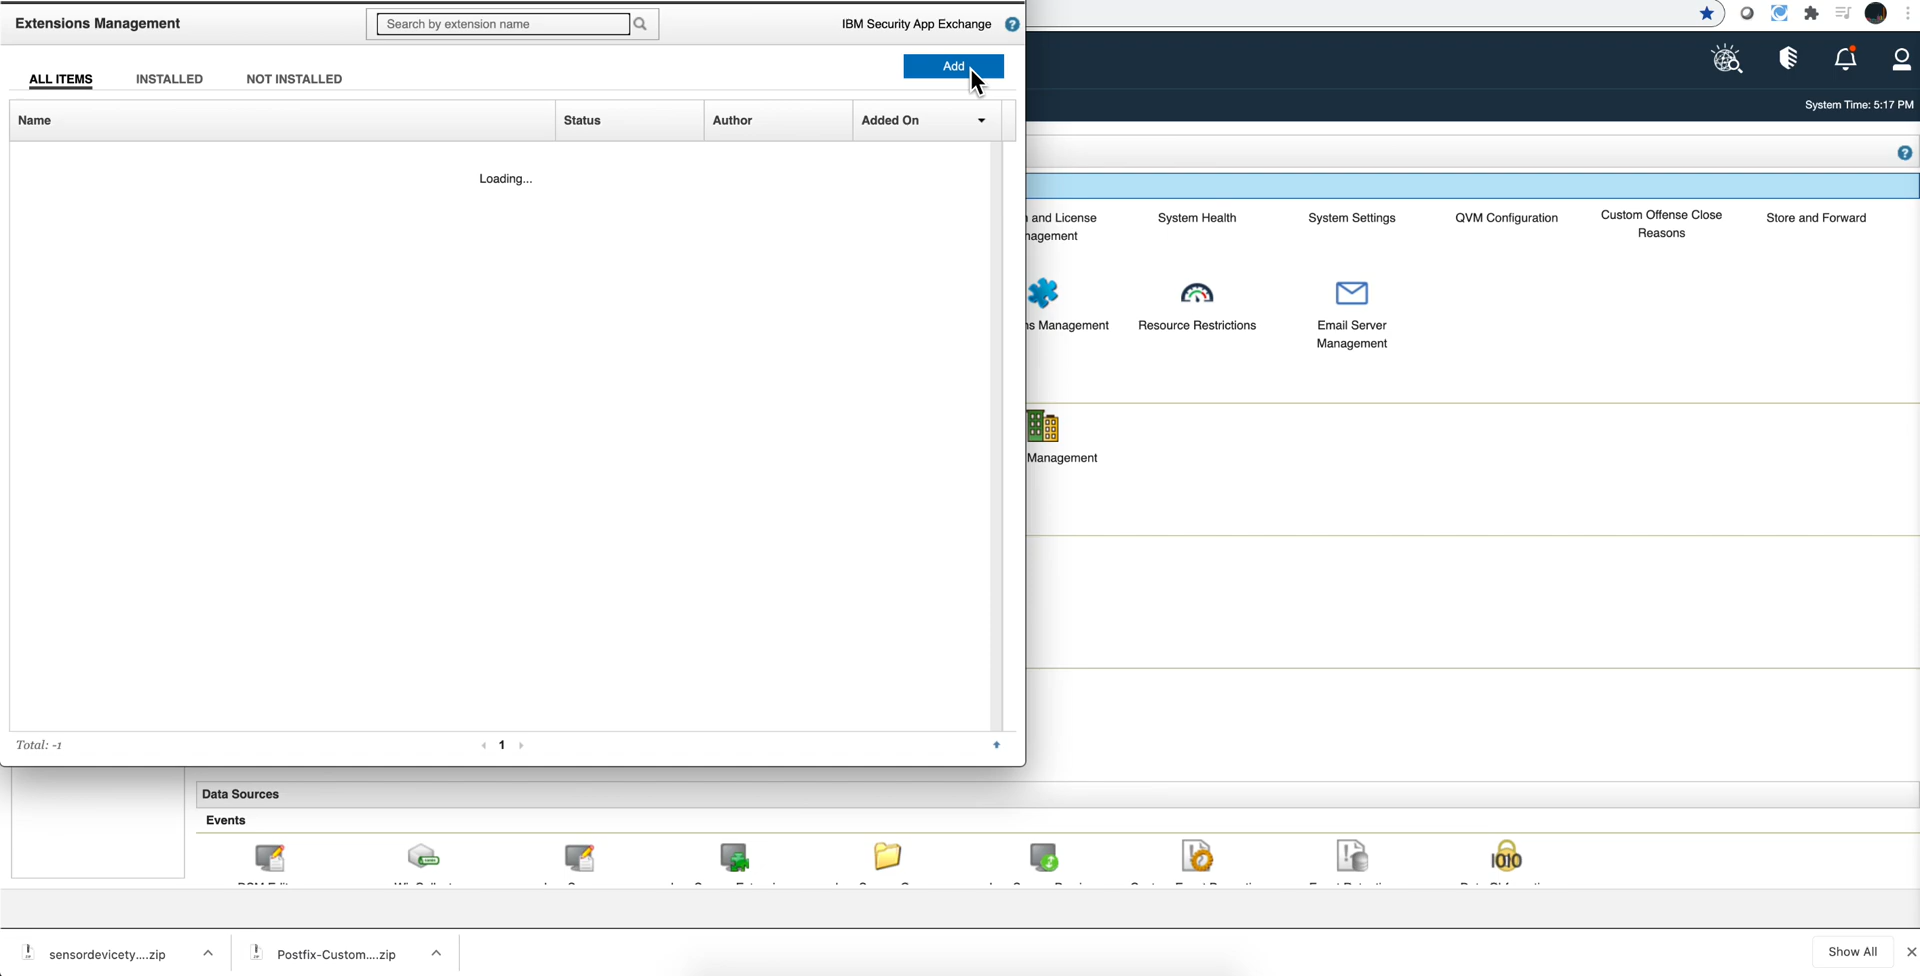 Extensions Management
Search by extension name
IBM Security App Exchange
?
ALL ITEMS
INSTALLED
NOT INSTALLED
Add
Name
Status
Author
Added On
Loading...
Total: -1
1
System Time: 5:17 PM
?
and License
nagement
System Health
System Settings
QVM Configuration
Custom Offense Close
Reasons
Store and Forward
ns Management
Resource Restrictions
Email Server
Management
Management
Data Sources
Events
1010
sensordevicety....zip
Postfix-Custom....zip
Show All